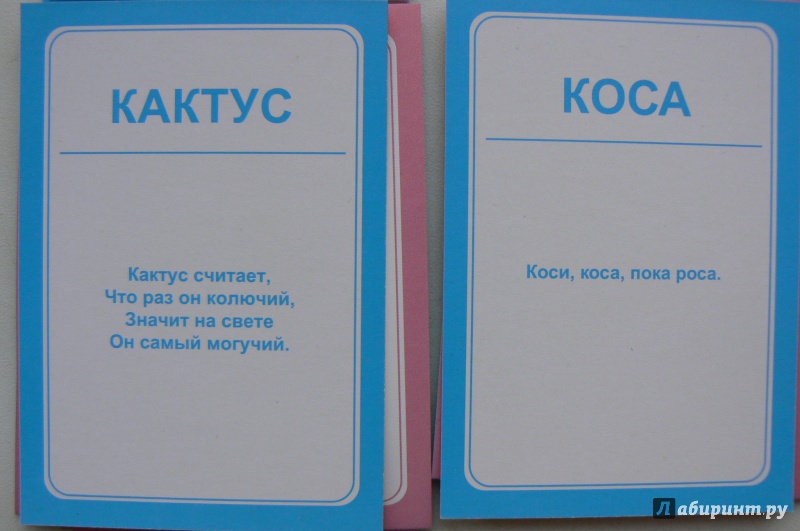 КАКТУС
Кактус считает,
Что раз он колючий,
Значит на свете
Он самый могучий.
КОСА
Коси, коса, пока роса.
Лабиринт.ру